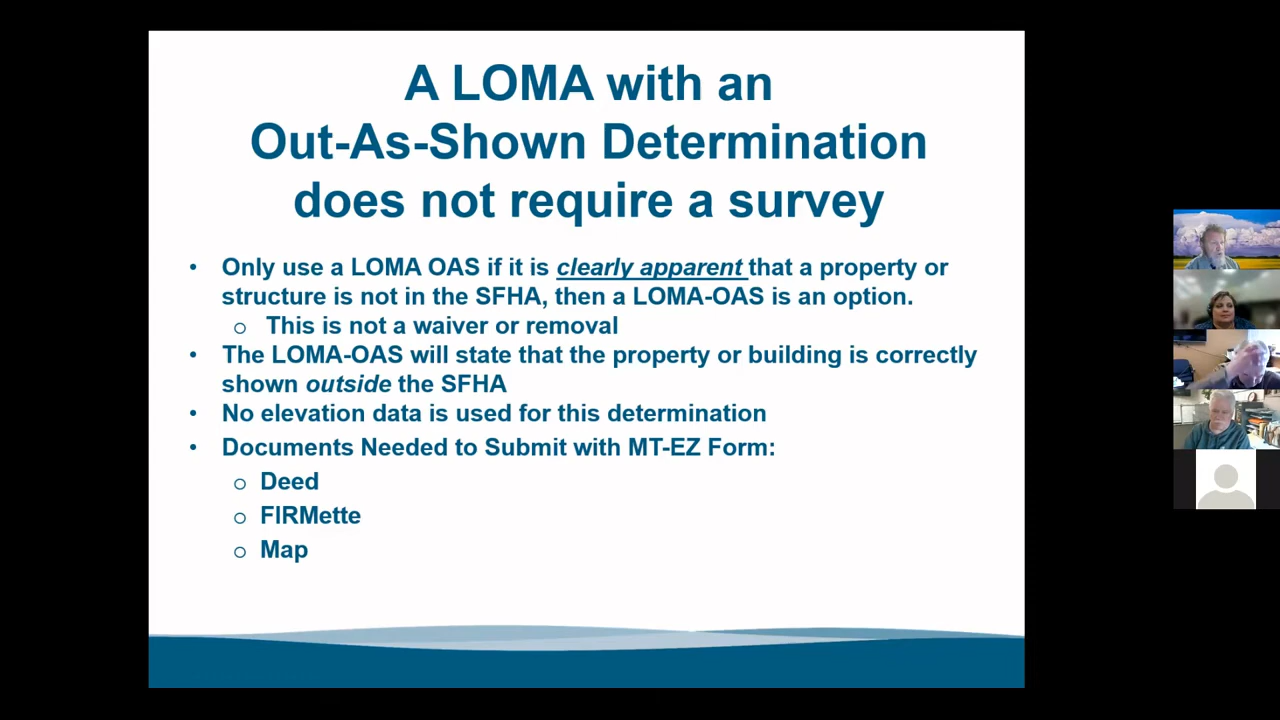 A LOMA with an
Out-As-Shown Determination
does not require a survey
• Only use a LOMA OAS if it is clearly apparent that a property or
structure is not in the SFHA, then a LOMA-OAS is an option.
o This is not a waiver or removal
• The LOMA-OAS will state that the property or building is correctly
shown outside the SFHA
• No elevation data is used for this determination
• Documents Needed to Submit with MT-EZ Form:
o Deed
o FIRMette
o Map